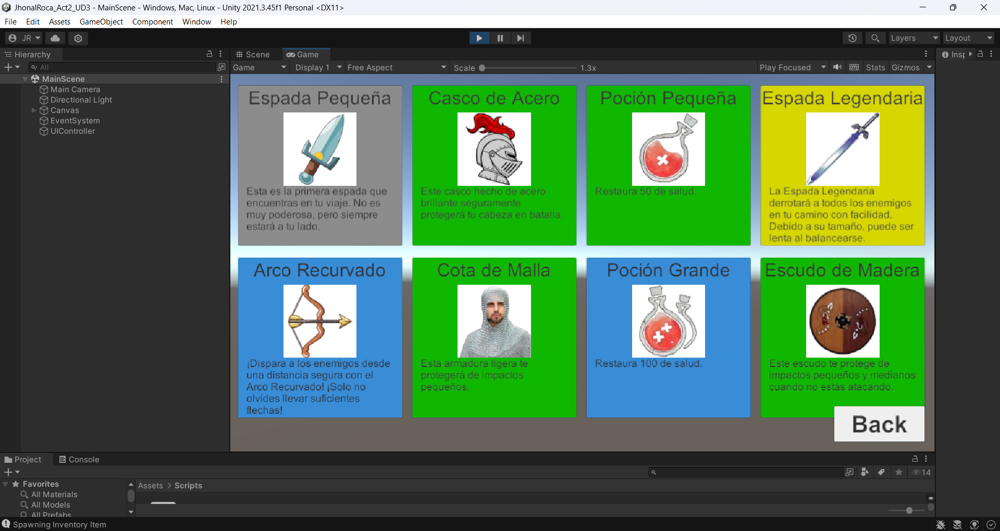 JhonalRoca_Act2_UD3 - MainScene - Windows, Mac, Linux - Unity 2021.3.45f1 Personal <DX11>
File Edit Assets GameObject Component Window Help
JR
Layers
Layout
Hierarchy
Scene
Game
All
Game
Display 1
Free Aspect
Scale
1.3x
Play Focused
Stats
Gizmos
MainScene
Main Camera
Directional Light
Canvas
EventSystem
UIController
Espada Pequeña
Esta es la primera espada que
encuentras en tu viaje. No es
muy poderosa, pero siempre
estará a tu lado.
Casco de Acero
Este casco hecho de acero
brillante seguramente
protegerá tu cabeza en batalla.
Poción Pequeña
Restaura 50 de salud.
Espada Legendaria
La Espada Legendaria
derrotará a todos los enemigos
en tu camino con facilidad.
Debido a su tamaño, puede ser
lenta al balancearse.
Arco Recurvado
¡Dispara a los enemigos desde
una distancia segura con el
Arco Recurvado! ¡Solo no
olvides llevar suficientes
flechas!
Cota de Malla
Esta armadura ligera te
protegerá de impactos
pequeños.
Poción Grande
Restaura 100 de salud.
Escudo de Madera
Este escudo te protege de
impactos pequeños y medianos
cuando no estás atacando.
Back
Project
Console
14
Favorites
All Materials
All Models
All Prefabs
Assets > Scripts
Spawning Inventory Item